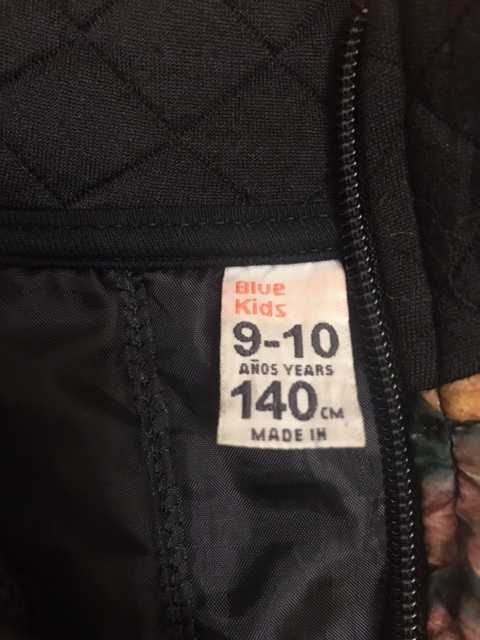 Blue
Kids
9-10
AÑOS YEARS
140 CM
MADE IN